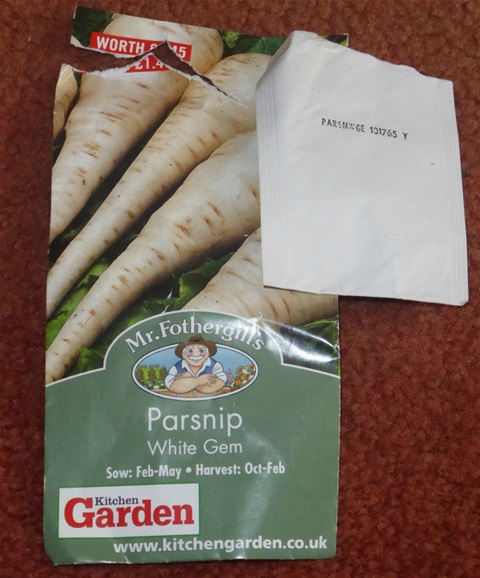 WORTH
PARSNWGE 101765 Y
Mr. Fothergill's
Parsnip
White Gem
Sow: Feb-May • Harvest: Oct-Feb
Kitchen
Garden
www.kitchengarden.co.uk